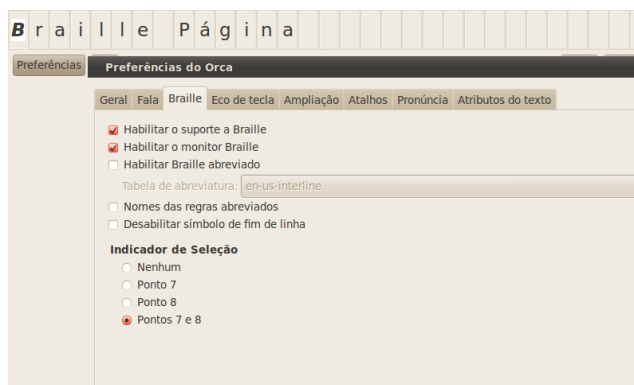 Braille Página
Preferências
Preferências do Orca
Geral Fala Braille Eco de tecla Ampliação Atalhos Pronúncia Atributos do texto
Habilitar o suporte a Braille
Habilitar o monitor Braille
Habilitar Braille abreviado
Tabela de abreviatura: en-us-interline
Nomes das regras abreviados
Desabilitar símbolo de fim de linha
Indicador de Seleção
Nenhum
Ponto 7
Ponto 8
Pontos 7 e 8